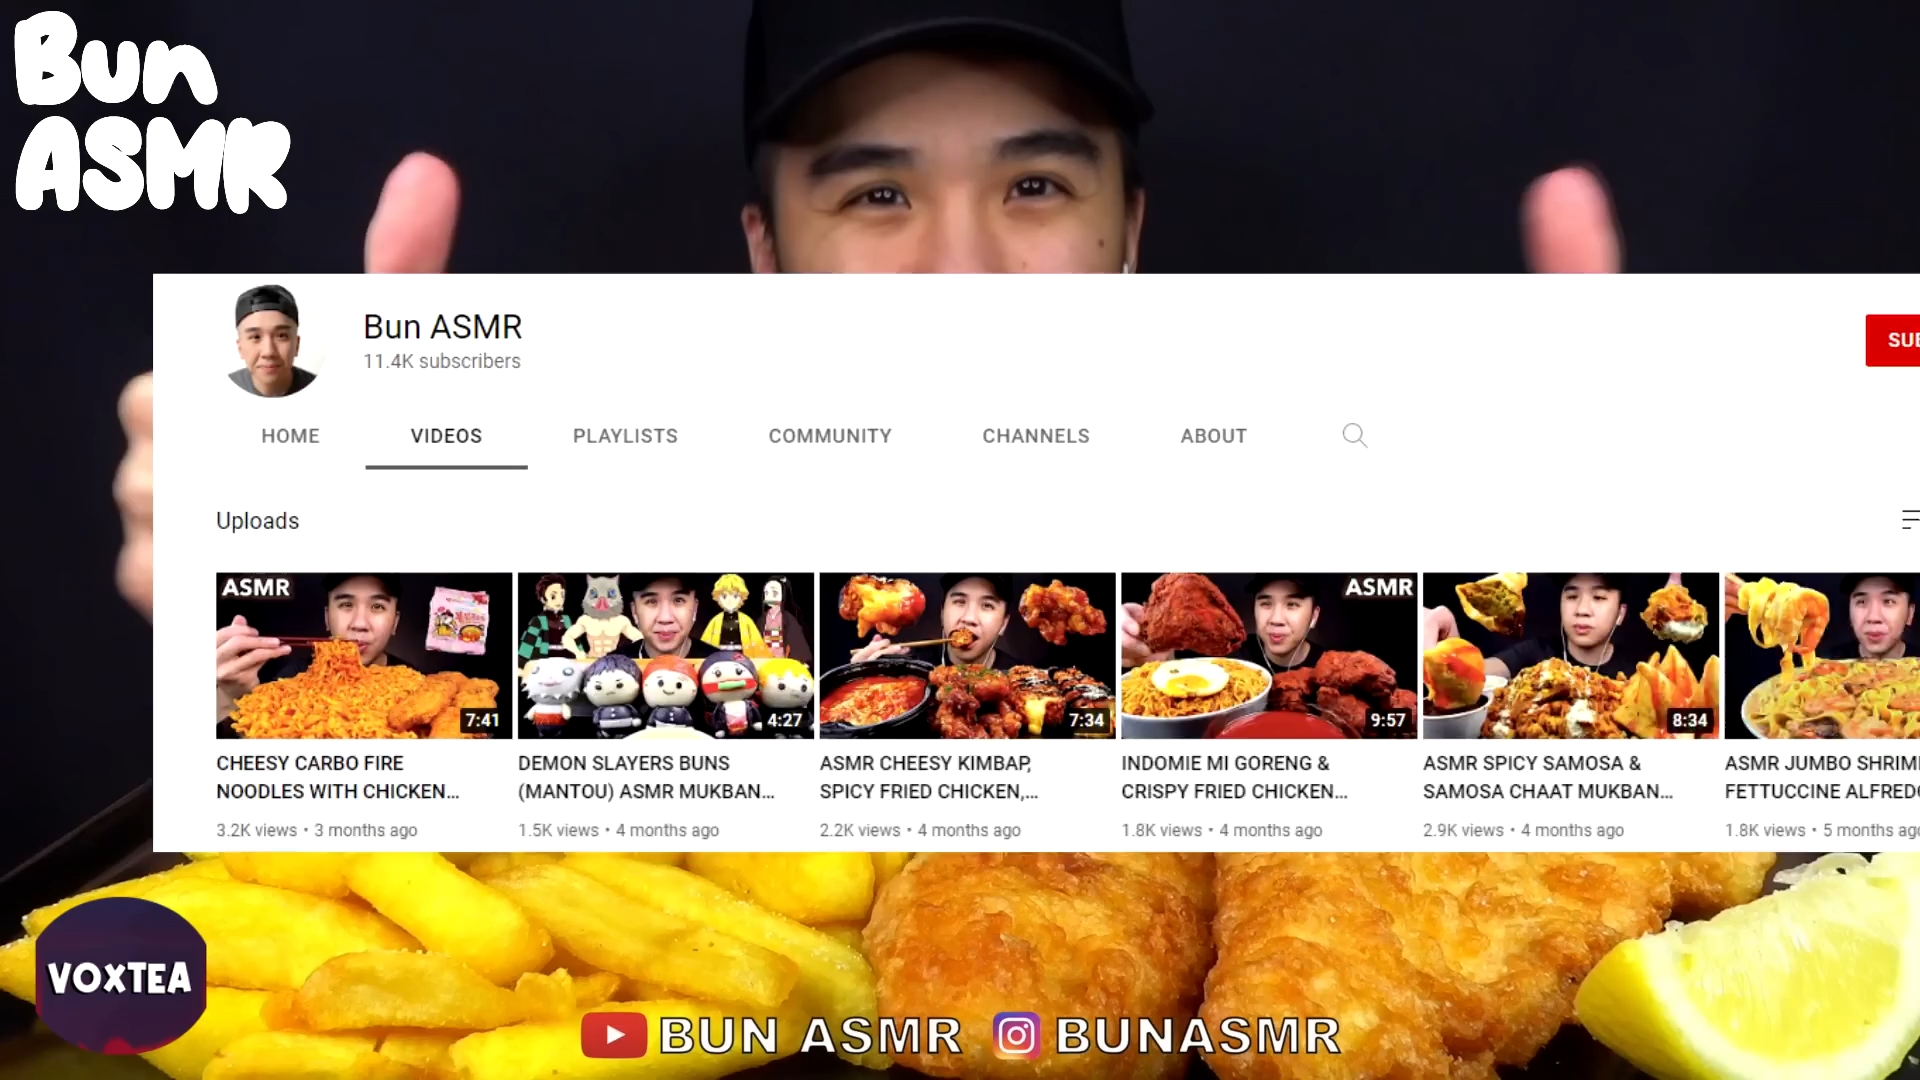 Bun
ASMR
Bun ASMR
11.4K subscribers
SUB
HOME
VIDEOS
PLAYLISTS
COMMUNITY
CHANNELS
ABOUT
Uploads
ASMR
7:41
4:27
7:34
ASMR
9:57
8:34
CHEESY CARBO FIRE
NOODLES WITH CHICKEN...
3.2K views • 3 months ago
DEMON SLAYERS BUNS
(MANTOU) ASMR MUKBAN...
1.5K views • 4 months ago
ASMR CHEESY KIMBAP,
SPICY FRIED CHICKEN,...
2.2K views • 4 months ago
INDOMIE MI GORENG &
CRISPY FRIED CHICKEN...
1.8K views • 4 months ago
ASMR SPICY SAMOSA &
SAMOSA CHAAT MUKBAN...
2.9K views • 4 months ago
ASMR JUMBO SHRIM
FETTUCCINE ALFRED
1.8K views • 5 months ago
VOXTEA
BUN ASMR
BUNASMR